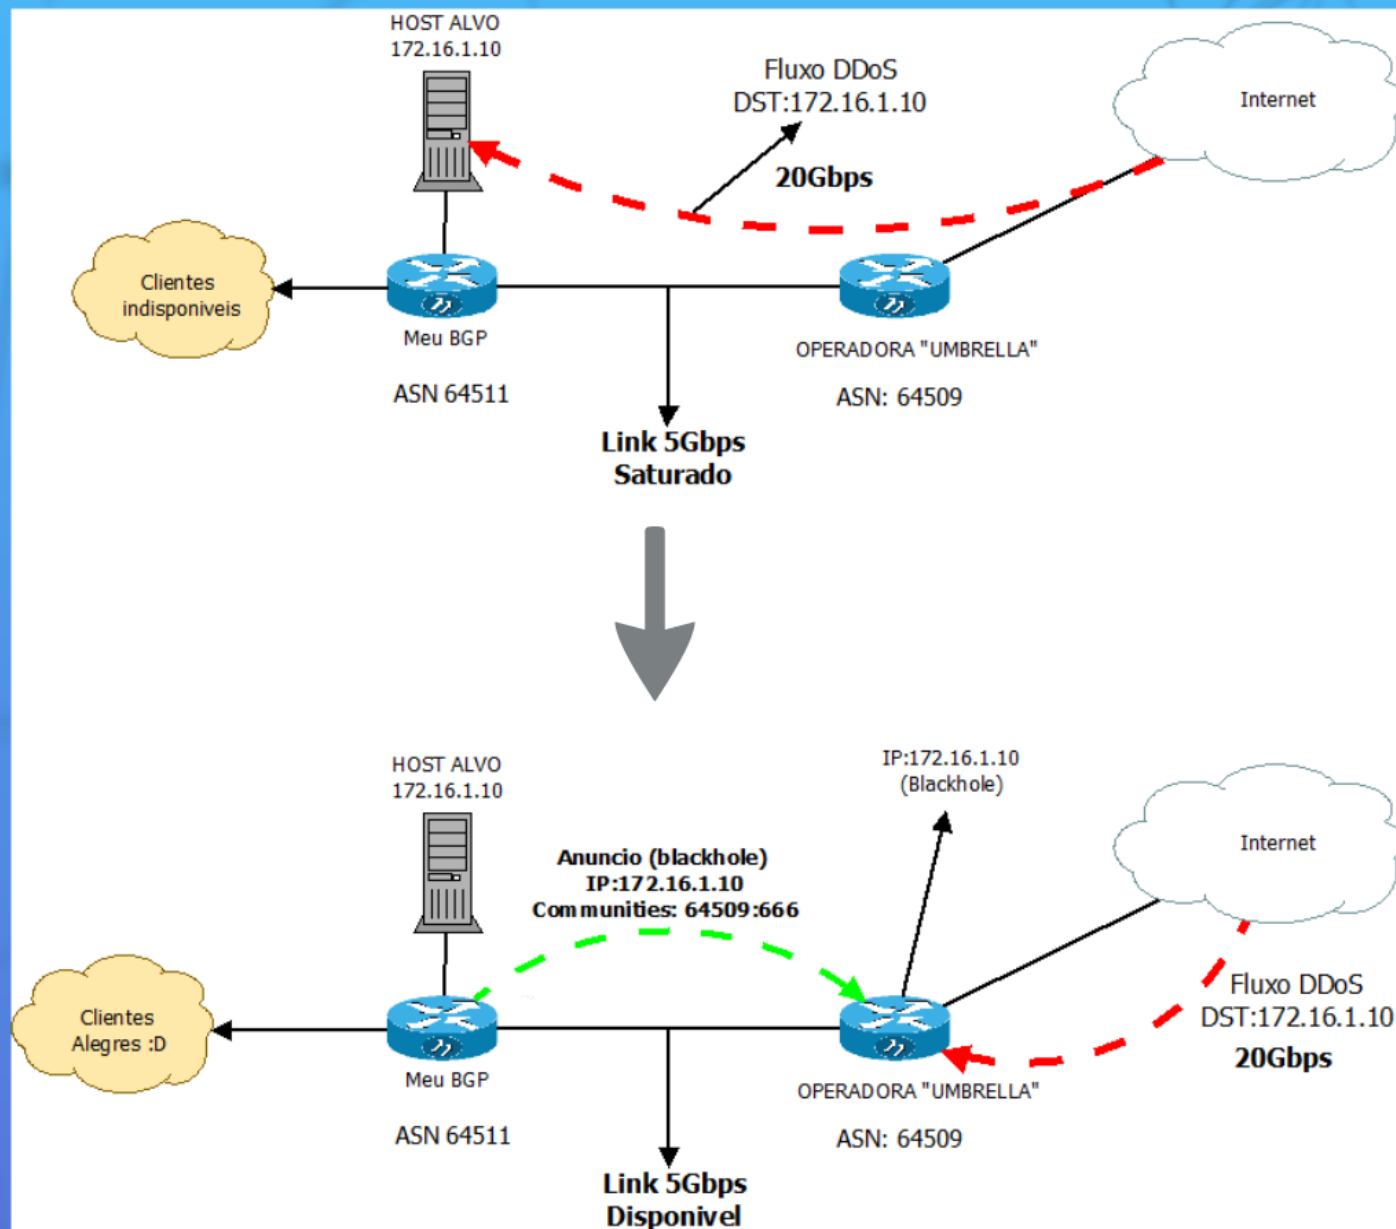 HOST ALVO
172.16.1.10
Fluxo DDoS
DST:172.16.1.10
20Gbps
Internet
Clientes
indisponiveis
Meu BGP
ASN 64511
OPERADORA "UMBRELLA"
ASN: 64509
Link 5Gbps
Saturado
HOST ALVO
172.16.1.10
IP:172.16.1.10
(Blackhole)
Anuncio (blackhole)
IP:172.16.1.10
Communities: 64509:666
Internet
Clientes
Alegres :D
Fluxo DDoS
DST:172.16.1.10
20Gbps
Meu BGP
ASN 64511
OPERADORA "UMBRELLA"
ASN: 64509
Link 5Gbps
Disponivel